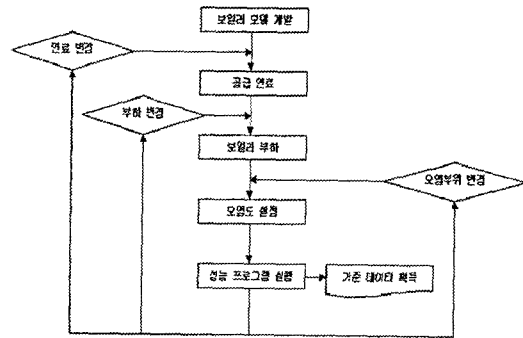 보일러 모델 개발
연료 변경
공급 연료
부하 변경
보일러 부하
오염부위 변경
오염도 설정
성능 프로그램 실행
기준 데이터 획득